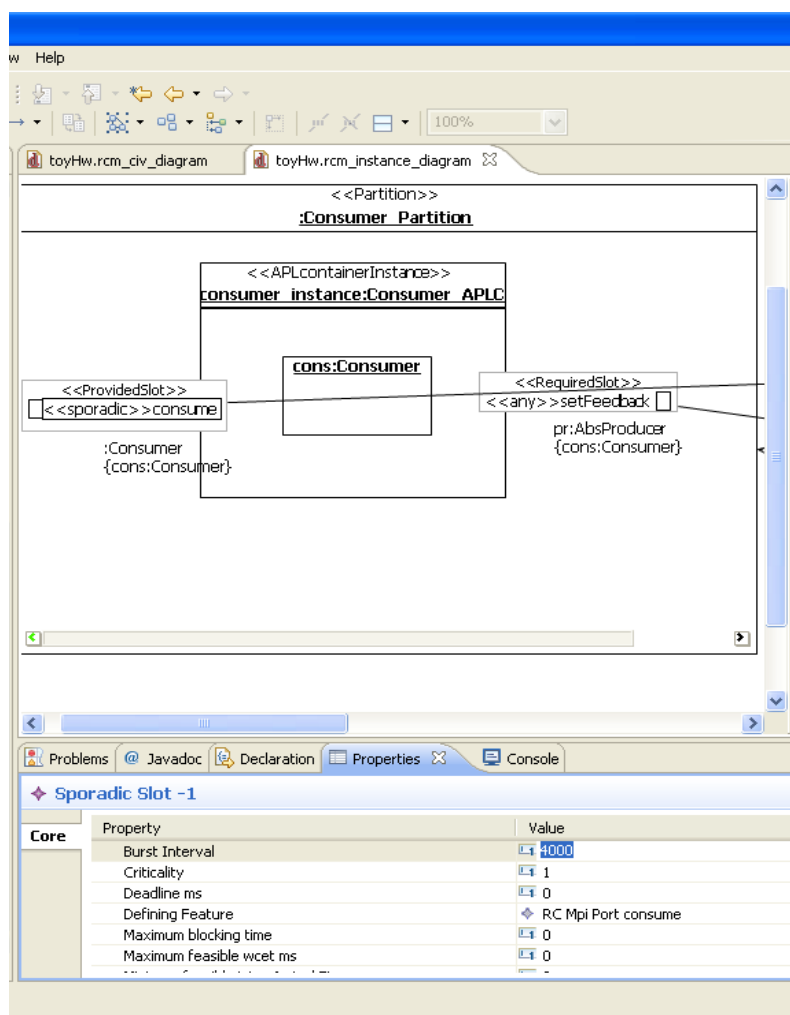 w Help
100%
toyHw.rcm_civ_diagram toyHw.rcm_instance_diagram
<<Partition>>
:Consumer_Partition
<<APLcontainerInstance>>
consumer_instance:Consumer_APLC
cons:Consumer
<<ProvidedSlot>>
<<sporadic>>consume
:Consumer
{cons:Consumer}
<<RequiredSlot>>
<<any>>setFeedback
pr:AbsProducer
{cons:Consumer}
Problems @ Javadoc Declaration Properties Console
Sporadic Slot -1
Core
Property Value
Burst Interval 4000
Criticality 1
Deadline ms 0
Defining Feature RC Mpi Port consume
Maximum blocking time 0
Maximum feasible wcet ms 0